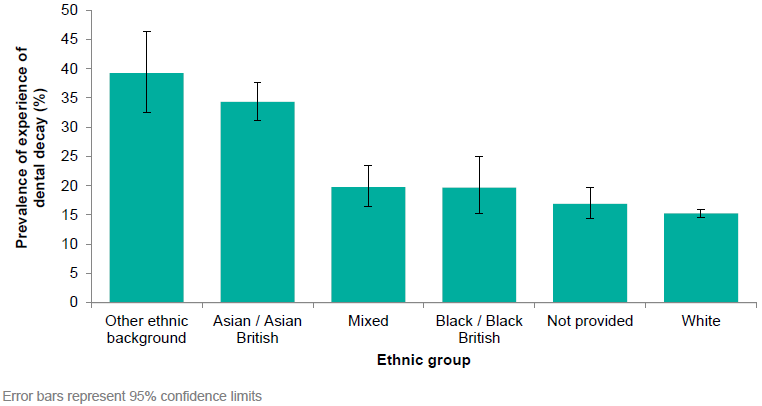 Prevalence of experience of
dental decay (%)
50
45
40
35
30
25
20
15
10
5
0
Other ethnic
background
Asian / Asian
British
Mixed
Black / Black
British
Not provided
White
Ethnic group
Error bars represent 95% confidence limits